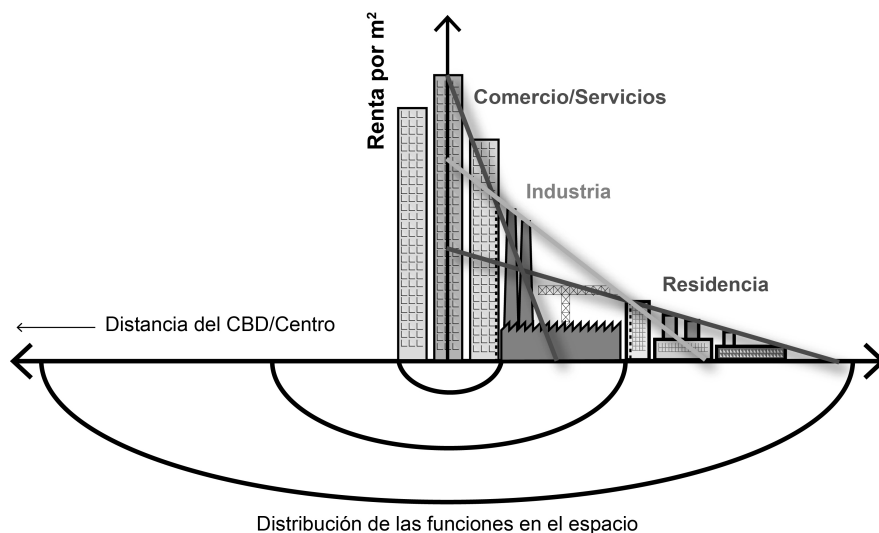 Renta por m²
Comercio/Servicios
Industria
Residencia
Distancia del CBD/Centro
Distribución de las funciones en el espacio